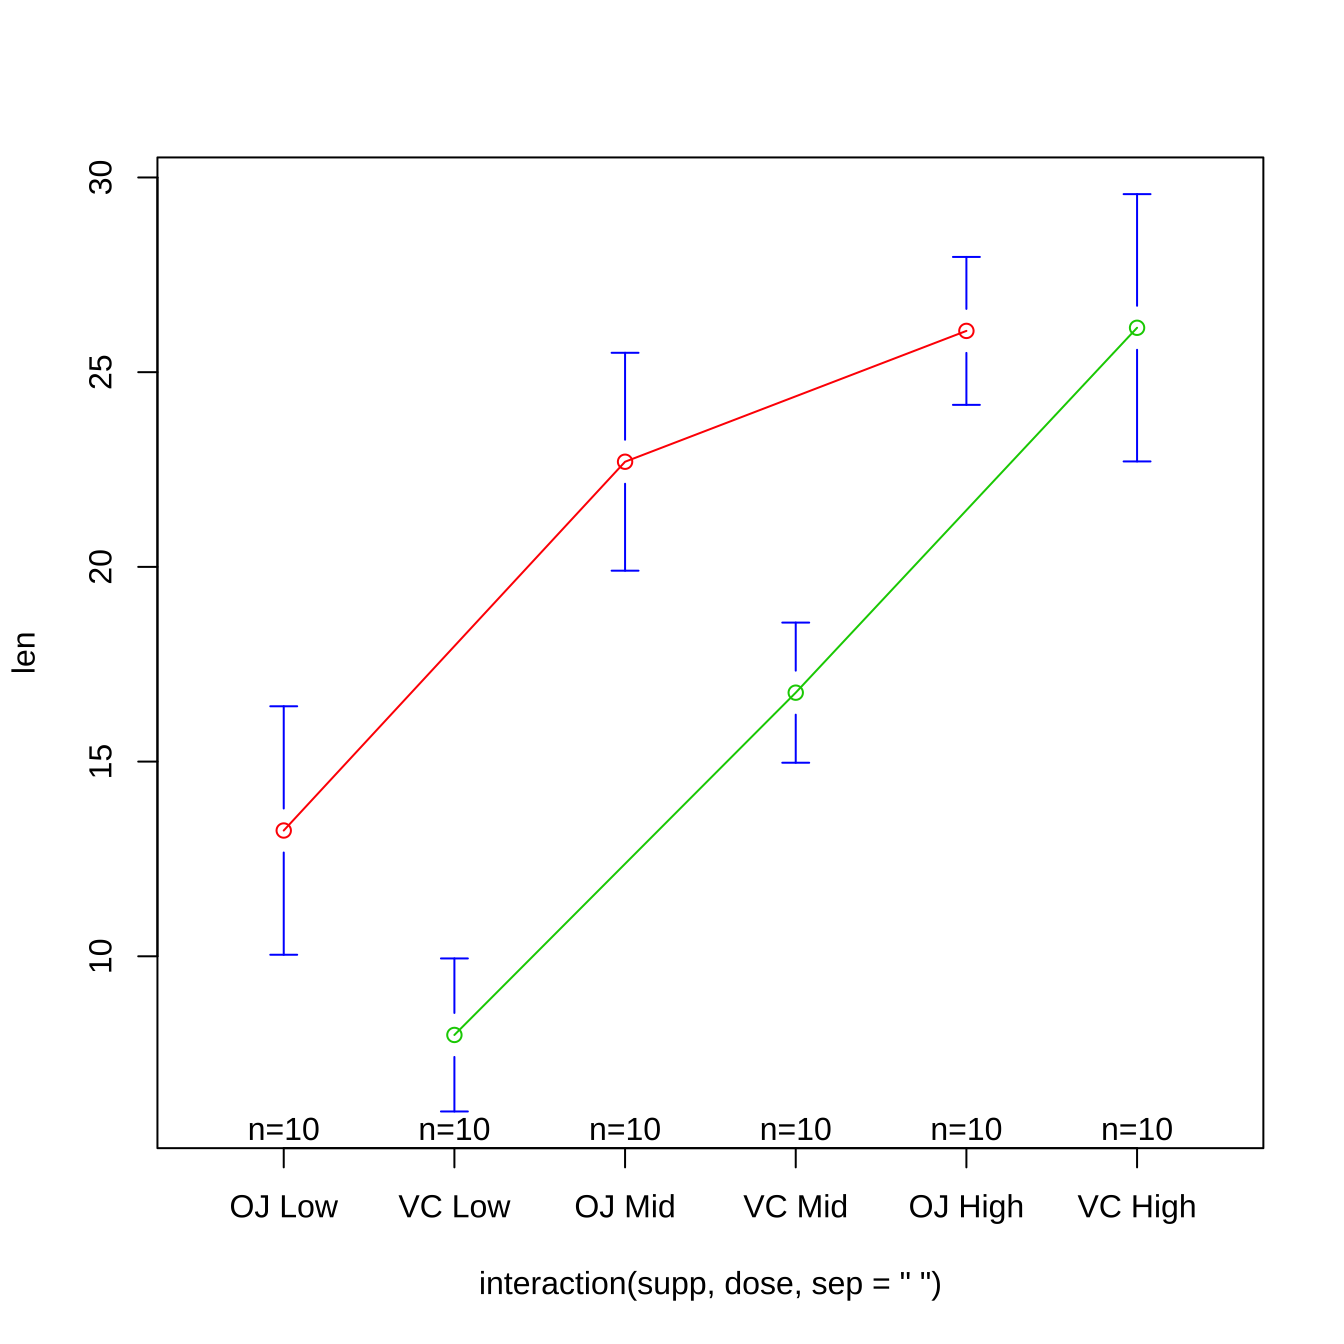 30
25
20
15
10
len
n=10 n=10 n=10 n=10 n=10 n=10
OJ Low VC Low OJ Mid VC Mid OJ High VC High
interaction(supp, dose, sep = " ")